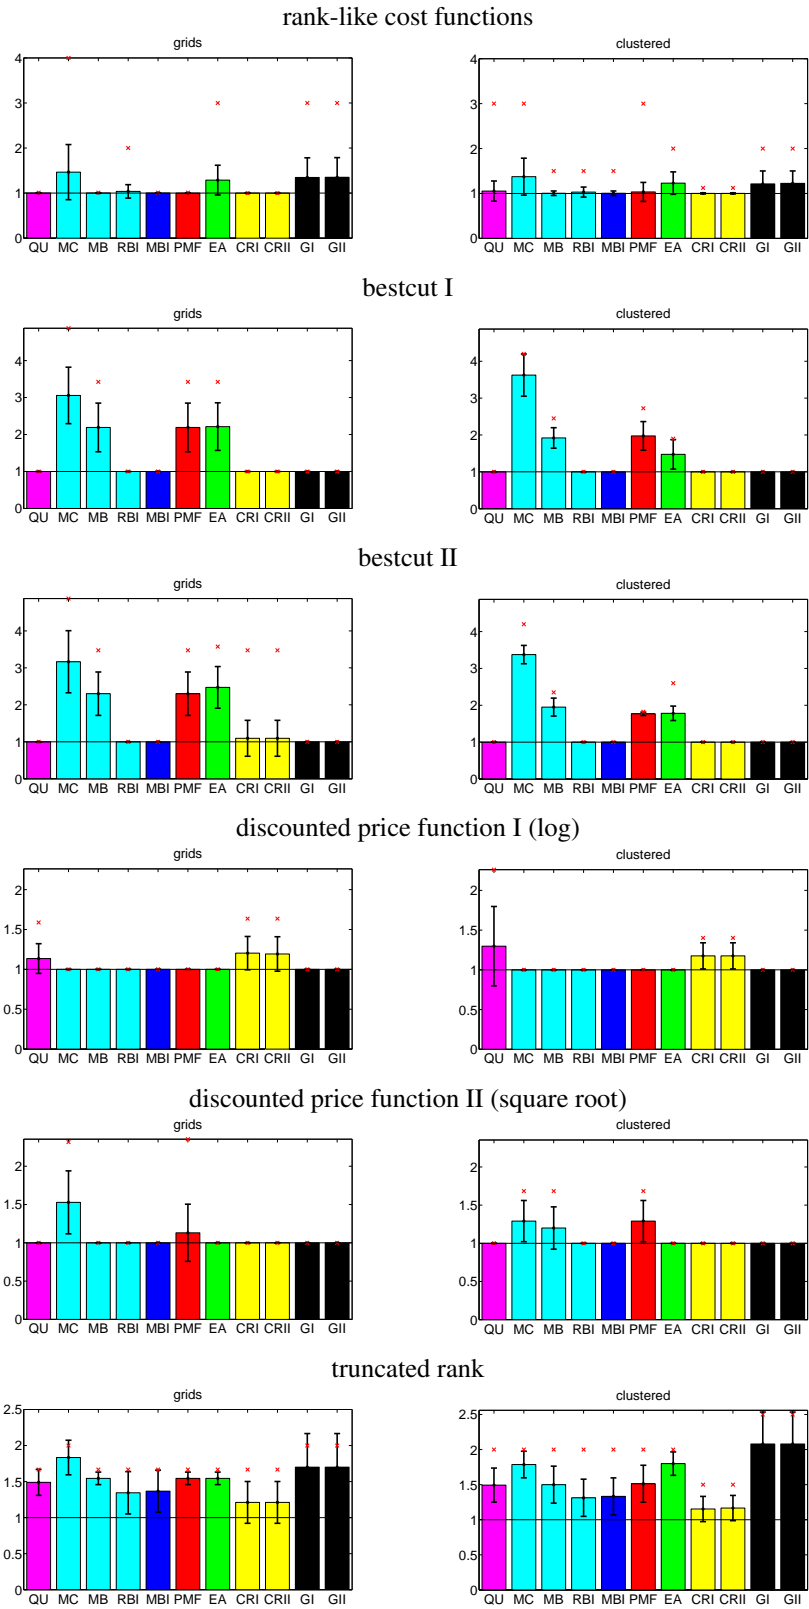 rank-like cost functions
grids
clustered
4
3
2
1
0
QU MC MB RBI MBI PMF EA CRI CRII GI GII
4
3
2
1
0
QU MC MB RBI MBI PMF EA CRI CRII GI GII
bestcut I
grids
clustered
4
3
2
1
0
QU MC MB RBI MBI PMF EA CRI CRII GI GII
4
3
2
1
0
QU MC MB RBI MBI PMF EA CRI CRII GI GII
bestcut II
grids
clustered
4
3
2
1
0
QU MC MB RBI MBI PMF EA CRI CRII GI GII
4
3
2
1
0
QU MC MB RBI MBI PMF EA CRI CRII GI GII
discounted price function I (log)
grids
clustered
2
1.5
1
0.5
0
QU MC MB RBI MBI PMF EA CRI CRII GI GII
2
1.5
1
0.5
0
QU MC MB RBI MBI PMF EA CRI CRII GI GII
discounted price function II (square root)
grids
clustered
2
1.5
1
0.5
0
QU MC MB RBI MBI PMF EA CRI CRII GI GII
2
1.5
1
0.5
0
QU MC MB RBI MBI PMF EA CRI CRII GI GII
truncated rank
grids
clustered
2.5
2
1.5
1
0.5
0
QU MC MB RBI MBI PMF EA CRI CRII GI GII
2.5
2
1.5
1
0.5
0
QU MC MB RBI MBI PMF EA CRI CRII GI GII